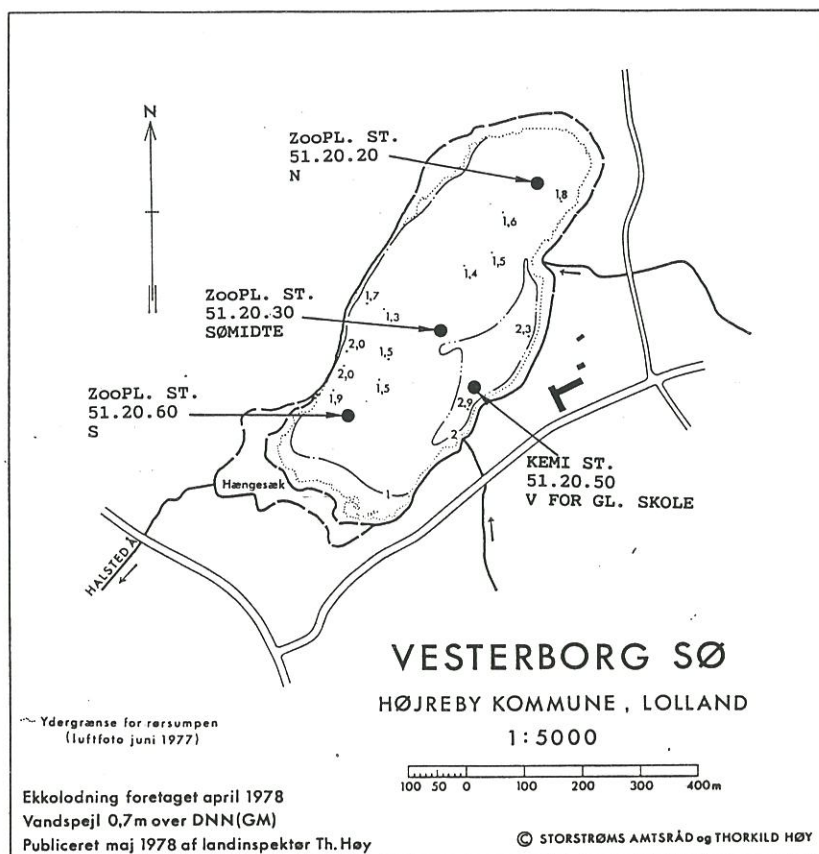 N
ZooPL. ST.
51.20.20
N
1,8
1,6
1,5
1,4
1,7
ZooPL. ST.
51.20.30
SØMIDTE
1,3
2,3
2,0
1,5
2,0
1,5
1,9
ZooPL. ST.
51.20.60
S
2,9
2
KEMI ST.
51.20.50
V FOR GL. SKOLE
Hængesæk
1
HALSTED Å
VESTERBORG SØ
HØJREBY KOMMUNE, LOLLAND
1:5000
100 50 0 100 200 300 400m
Ydergrænse for rørsumpen
(luftfoto juni 1977)
Ekkolodning foretaget april 1978
Vandspejl 0,7m over DNN(GM)
Publiceret maj 1978 af landinspektør Th. Høy
© STORSTRØMS AMTSRÅD og THORKILD HØY